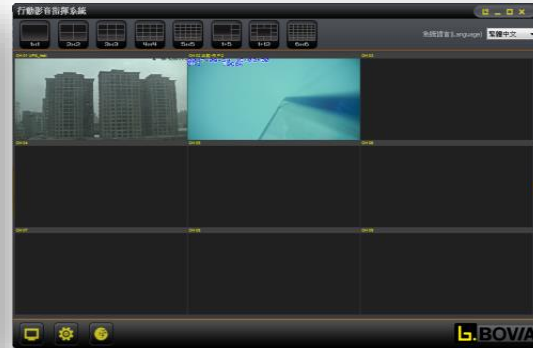 行動影音指揮系統
1x1 2x2 3x3 4x4 5x5 1+5 1+12 6x6
系統語言(Language) 繁體中文
CH 01
CH 02
CH 03
CH 04 CH 05 CH 06
CH 07 CH 08 CH 09
BOVIA